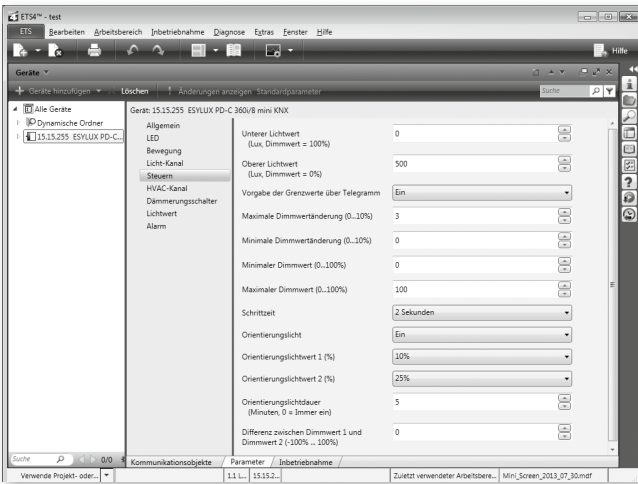 ETS4™ - test
ETS Bearbeiten Arbeitsbereich Inbetriebnahme Diagnose Extras Fenster Hilfe
Hilfe
Geräte
Geräte hinzufügen Löschen Änderungen anzeigen Standardparameter Suche
Alle Geräte
Dynamische Ordner
15.15.255 ESYLUX PD-C...
Gerät: 15.15.255 ESYLUX PD-C 360i/8 mini KNX
Allgemein
LED
Bewegung
Licht-Kanal
Steuern
HVAC-Kanal
Dämmerungsschalter
Lichtwert
Alarm
Unterer Lichtwert 0
(Lux, Dimmwert = 100%)
Oberer Lichtwert 500
(Lux, Dimmwert = 0%)
Vorgabe der Grenzwerte über Telegramm Ein
Maximale Dimmwertänderung (0...10%) 3
Minimale Dimmwertänderung (0...10%) 0
Minimaler Dimmwert (0...100%) 0
Maximaler Dimmwert (0...100%) 100
Schrittzeit 2 Sekunden
Orientierungslicht Ein
Orientierungslichtwert 1 (%) 10%
Orientierungslichtwert 2 (%) 25%
Orientierungslichtdauer 5
(Minuten, 0 = Immer ein)
Differenz zwischen Dimmwert 1 und 0
Dimmwert 2 (-100% ... 100%)
Suche 0/0
Kommunikationsobjekte Parameter Inbetriebnahme
Verwende Projekt- oder... 1.1 L... 15.15.2... Zuletzt verwendeter Arbeitsbere... Mini_Screen_2013_07_30.mdf